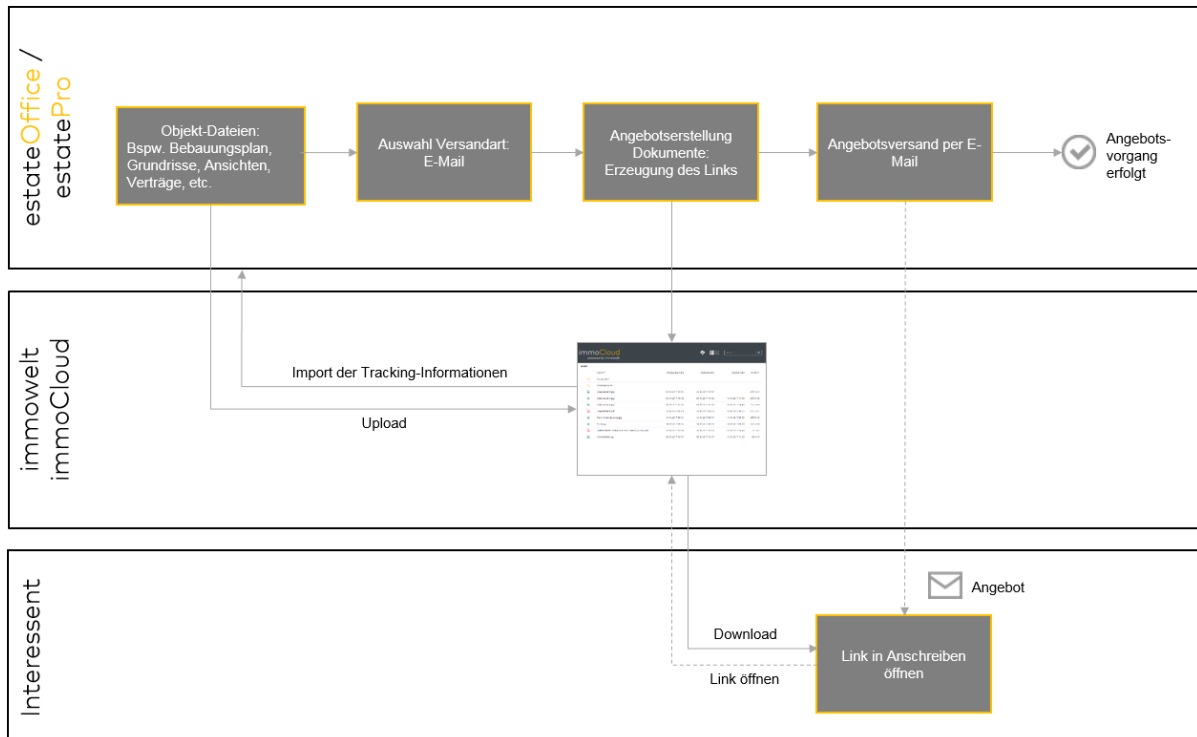 estateOffice /
estatePro
Objekt-Dateien:
Bspw. Bebauungsplan,
Grundrisse, Ansichten,
Verträge, etc.
Auswahl Versandart:
E-Mail
Angebotserstellung
Dokumente:
Erzeugung des Links
Angebotsversand per E-
Mail
Angebots-
vorgang
erfolgt
immowelt
immoCloud
Import der Tracking-Informationen
Upload
immoCloud
Interessent
Angebot
Download
Link öffnen
Link in Anschreiben
öffnen